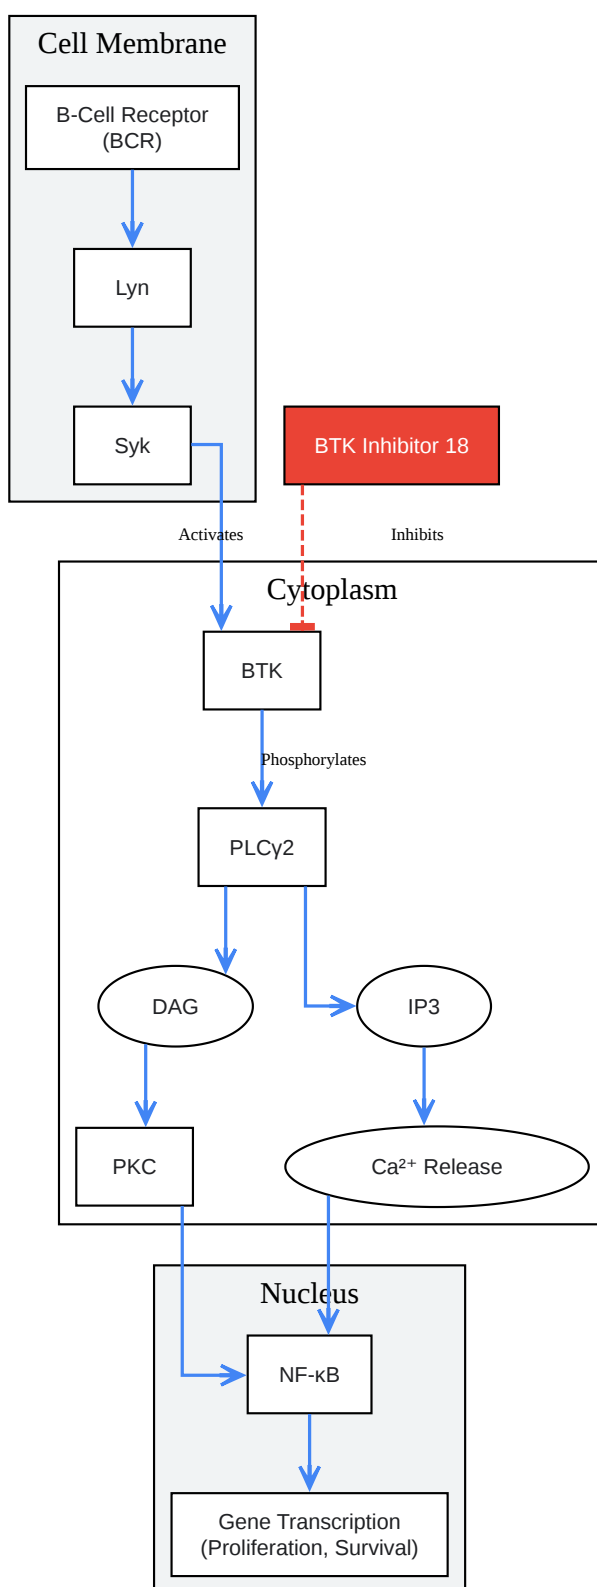 Cell Membrane
B-Cell Receptor
(BCR)
Lyn
Syk
BTK Inhibitor 18
Activates
Inhibits
Cytoplasm
BTK
Phosphorylates
PLCγ2
DAG
IP3
PKC
Ca²⁺ Release
Nucleus
NF-κB
Gene Transcription
(Proliferation, Survival)